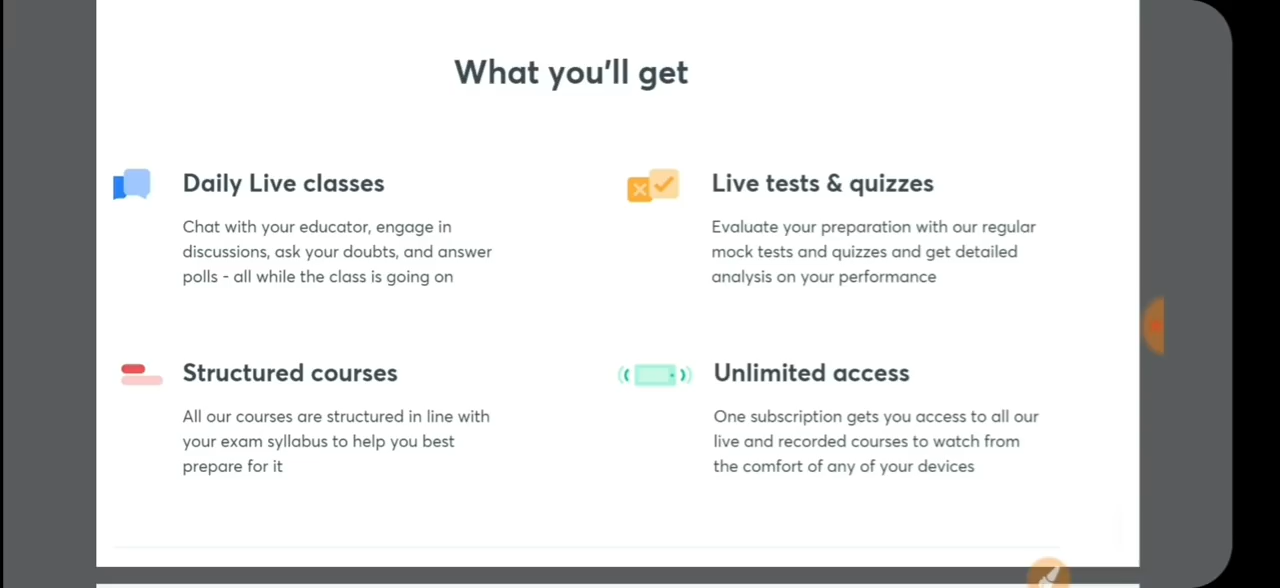 What you'll get
Daily Live classes
Chat with your educator, engage in
discussions, ask your doubts, and answer
polls - all while the class is going on
Live tests & quizzes
Evaluate your preparation with our regular
mock tests and quizzes and get detailed
analysis on your performance
Structured courses
All our courses are structured in line with
your exam syllabus to help you best
prepare for it
Unlimited access
One subscription gets you access to all our
live and recorded courses to watch from
the comfort of any of your devices